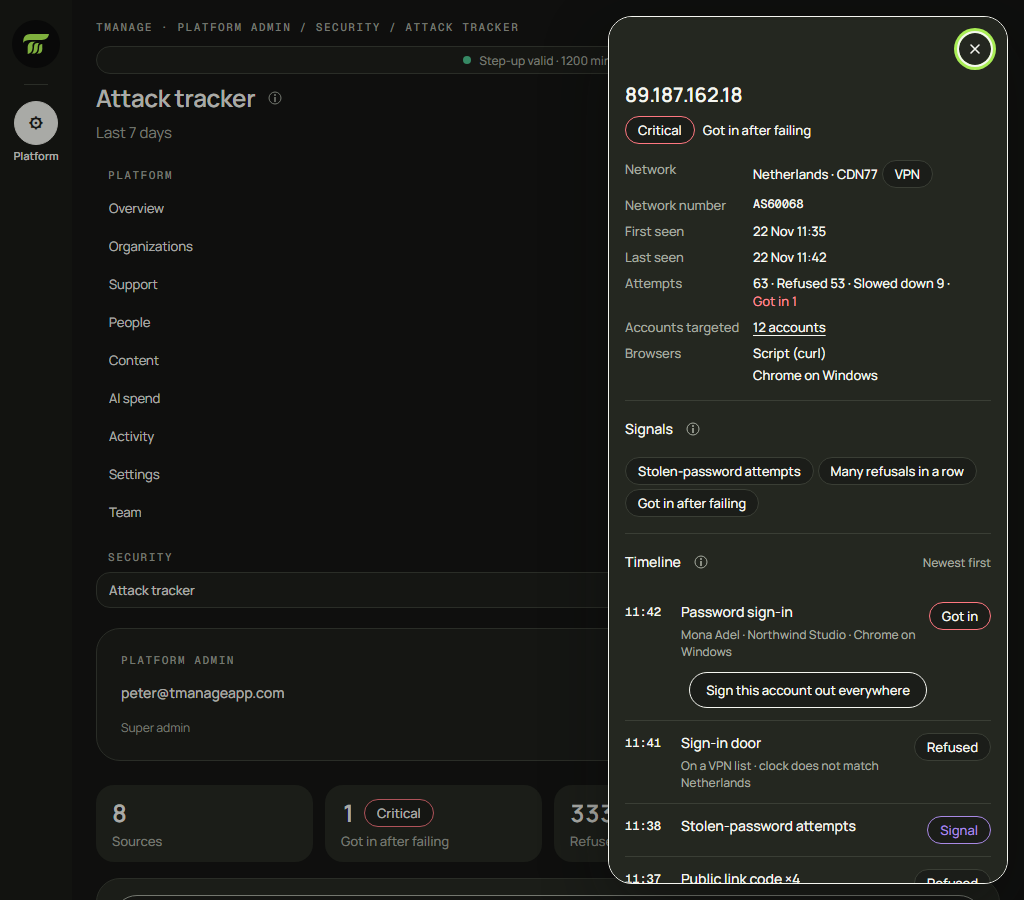 TMANAGE · PLATFORM ADMIN / SECURITY / ATTACK TRACKER
Step-up valid · 1200
Attack tracker
Last 7 days
Platform
PLATFORM
Overview
Organizations
Support
People
Content
AI spend
Activity
Settings
Team
SECURITY
Attack tracker
PLATFORM ADMIN
peter@tmanageapp.com
Super admin
8
Sources
1 Critical
Got in after failing
333
89.187.162.18
Critical Got in after failing
Network Netherlands · CDN77 VPN
Network number AS60068
First seen 22 Nov 11:35
Last seen 22 Nov 11:42
Attempts 63 · Refused 53 · Slowed down 9 ·
Got in 1
Accounts targeted 12 accounts
Browsers Script (curl)
Chrome on Windows
Signals
Stolen-password attempts Many refusals in a row
Got in after failing
Timeline Newest first
11:42 Password sign-in Got in
Mona Adel · Northwind Studio · Chrome on
Windows
Sign this account out everywhere
11:41 Sign-in door Refused
On a VPN list · clock does not match
Netherlands
11:38 Stolen-password attempts Signal
11:37 Public link code ×4 Refused